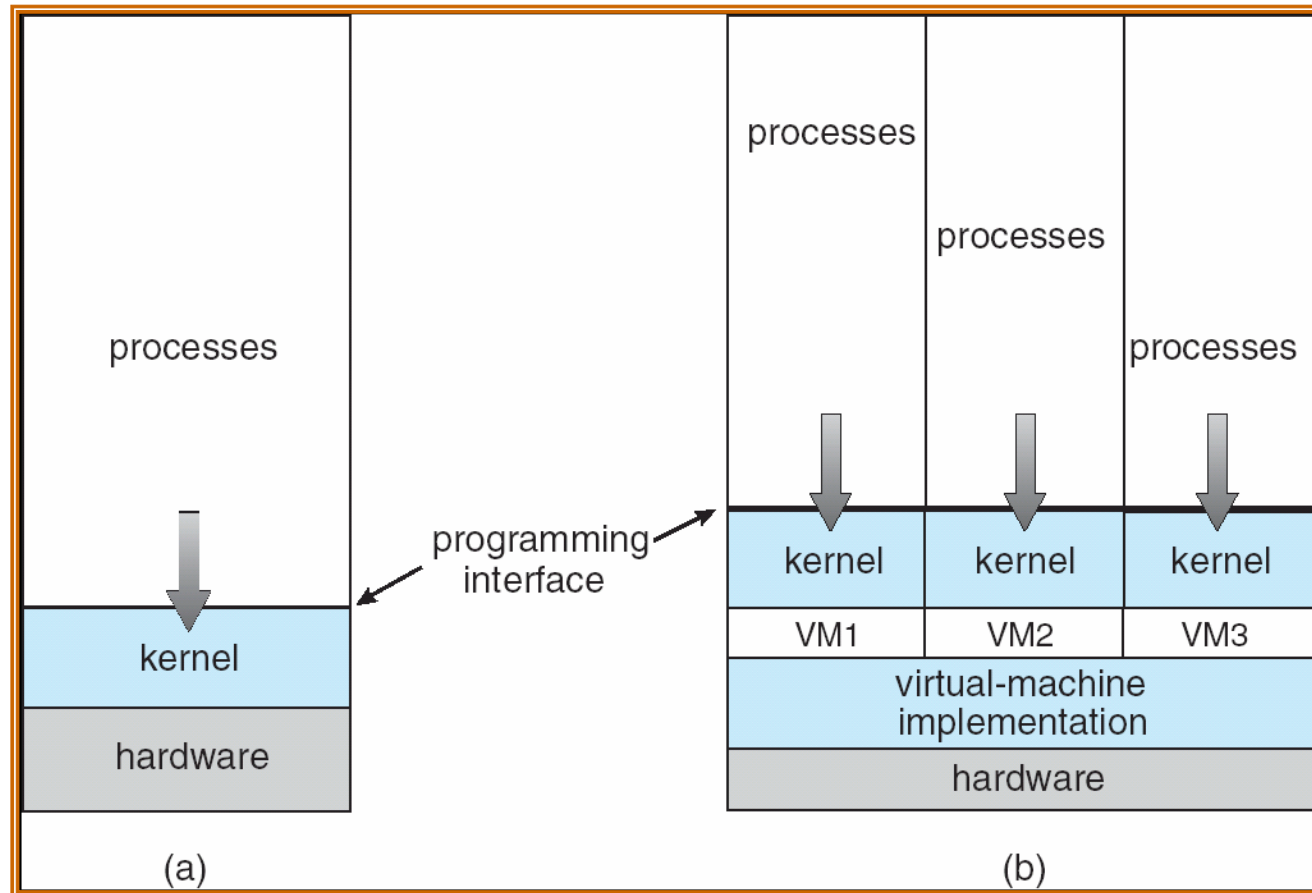 processes
kernel
hardware
(a)
programming
interface
processes
processes
processes
kernel
kernel
kernel
VM1
VM2
VM3
virtual-machine
implementation
hardware
(b)